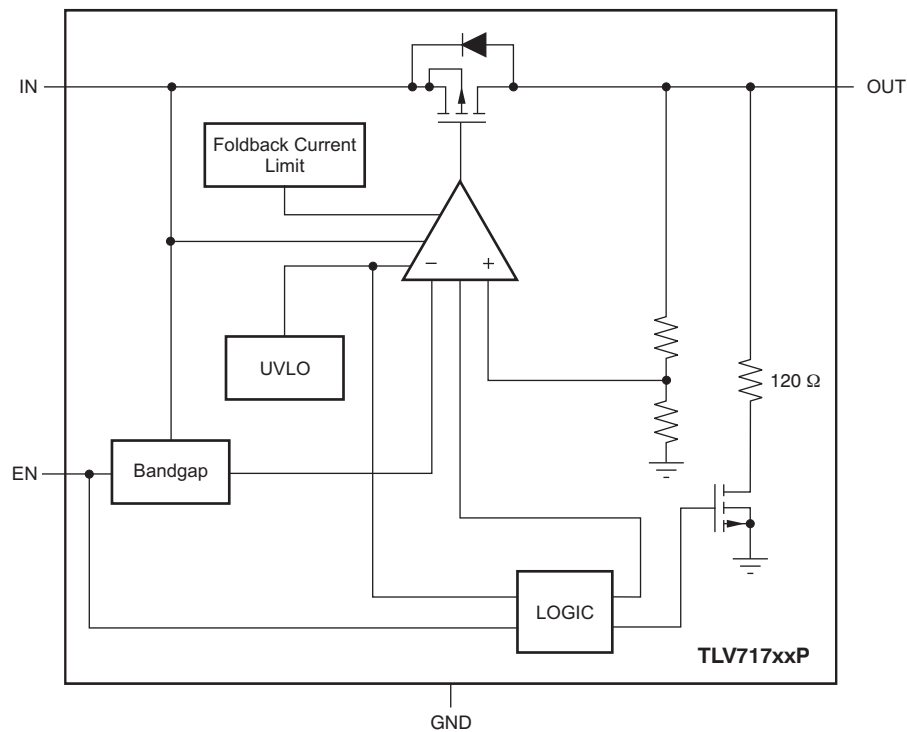 IN
OUT
Foldback Current
Limit
− +
UVLO
120 Ω
EN
Bandgap
LOGIC
TLV717xxP
GND